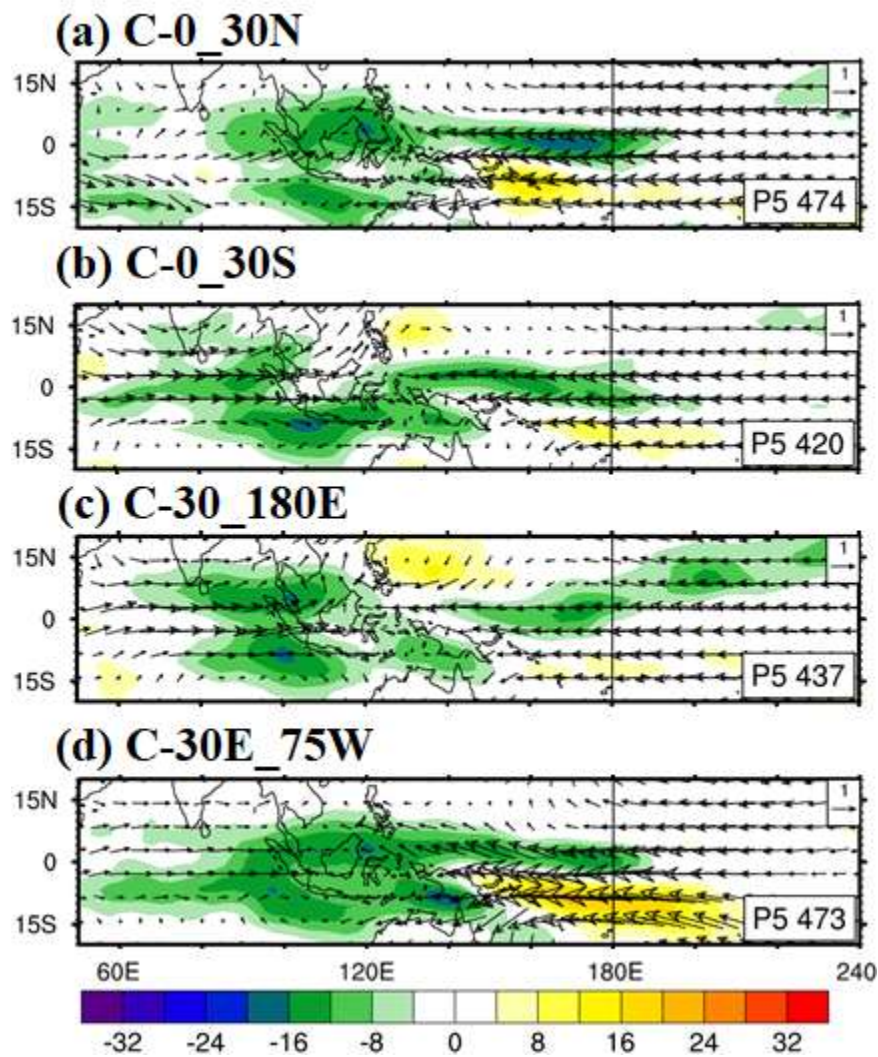 (a) C-0_30N
15N
0
15S
1
P5 474
(b) C-0_30S
15N
0
15S
1
P5 420
(c) C-30_180E
15N
0
15S
1
P5 437
(d) C-30E_75W
15N
0
15S
1
P5 473
60E 120E 180E 240
-32 -24 -16 -8 0 8 16 24 32